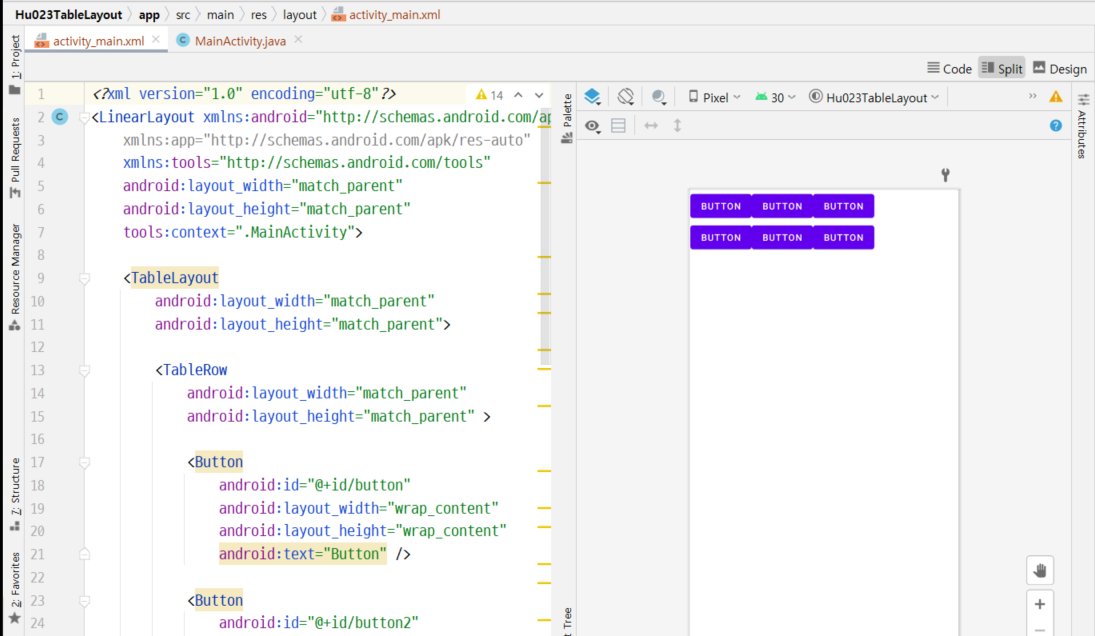 Hu023TableLayout app src main res layout activity_main.xml
activity_main.xml MainActivity.java
Code Split Design
1: Project
Pull Requests
Resource Manager
7: Structure
2: Favorites
1 <?xml version="1.0" encoding="utf-8"?> 14
2 <LinearLayout xmlns:android="http://schemas.android.com/ap
3 xmlns:app="http://schemas.android.com/apk/res-auto"
4 xmlns:tools="http://schemas.android.com/tools"
5 android:layout_width="match_parent"
6 android:layout_height="match_parent"
7 tools:context=".MainActivity">
8
9 <TableLayout
10 android:layout_width="match_parent"
11 android:layout_height="match_parent">
12
13 <TableRow
14 android:layout_width="match_parent"
15 android:layout_height="match_parent" >
16
17 <Button
18 android:id="@+id/button"
19 android:layout_width="wrap_content"
20 android:layout_height="wrap_content"
21 android:text="Button" />
22
23 <Button
24 android:id="@+id/button2"
Palette
Pixel 30 Hu023TableLayout
BUTTON BUTTON BUTTON
BUTTON BUTTON BUTTON
Attributes
Tree